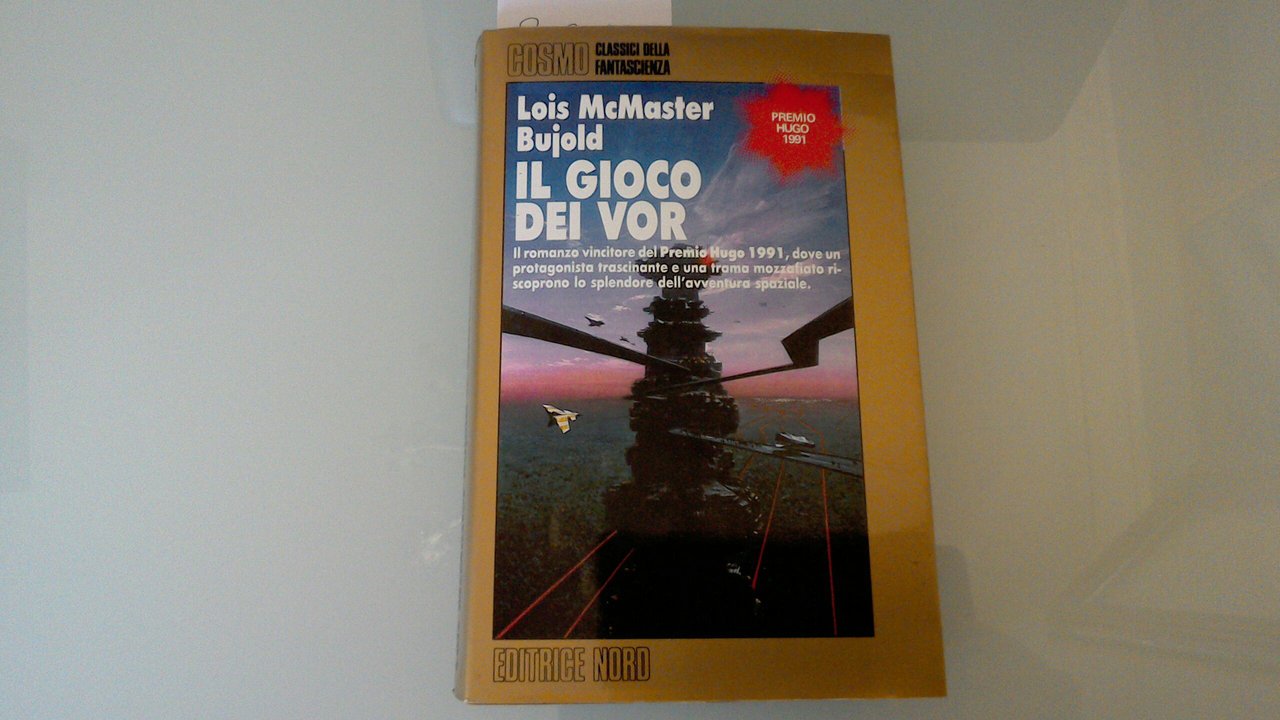 COSMO CLASSICI DELLA
FANTASCIENZA
Lois McMaster
Bujold
PREMIO
HUGO
1991
IL GIOCO
DEI VOR
Il romanzo vincitore del Premio Hugo 1991, dove un
protagonista trascinante e una trama mozzafiato ri-
scoprono lo splendore dell'avventura spaziale.
EDITRICE NORD